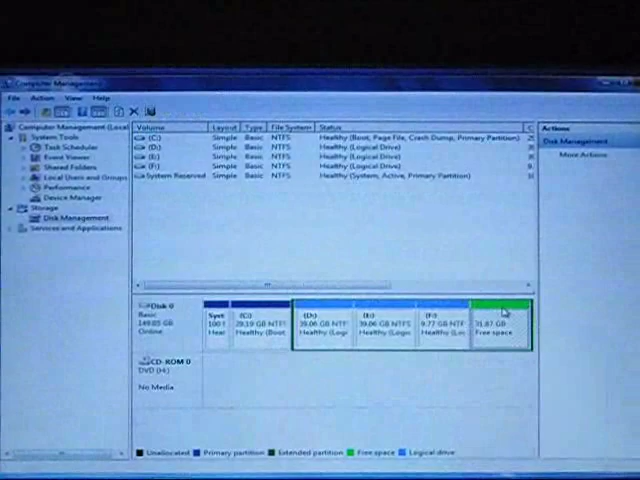 Computer Management
File Action View Help
Computer Management (Local
System Tools
Task Scheduler
Event Viewer
Shared Folders
Local Users and Groups
Performance
Device Manager
Storage
Disk Management
Services and Applications
Volume Layout Type File System Status
(C:) Simple Basic NTFS Healthy (Boot, Page File, Crash Dump, Primary Partition)
(D:) Simple Basic NTFS Healthy (Logical Drive)
(E:) Simple Basic NTFS Healthy (Logical Drive)
(F:) Simple Basic NTFS Healthy (Logical Drive)
System Reserved Simple Basic NTFS Healthy (System, Active, Primary Partition)
Actions
Disk Management
More Actions
Disk 0
Basic
149.05 GB
Online
Syst
100
Heal
(C:)
29.19 GB NTF
Healthy (Boot
(D:)
39.06 GB NTF
Healthy (Logi
(E:)
39.06 GB NTFS
Healthy (Logic
(F:)
9.77 GB NTF
Healthy (Loc
31.87 GB
Free space
CD-ROM 0
DVD (H:)
No Media
Unallocated Primary partition Extended partition Free space Logical drive